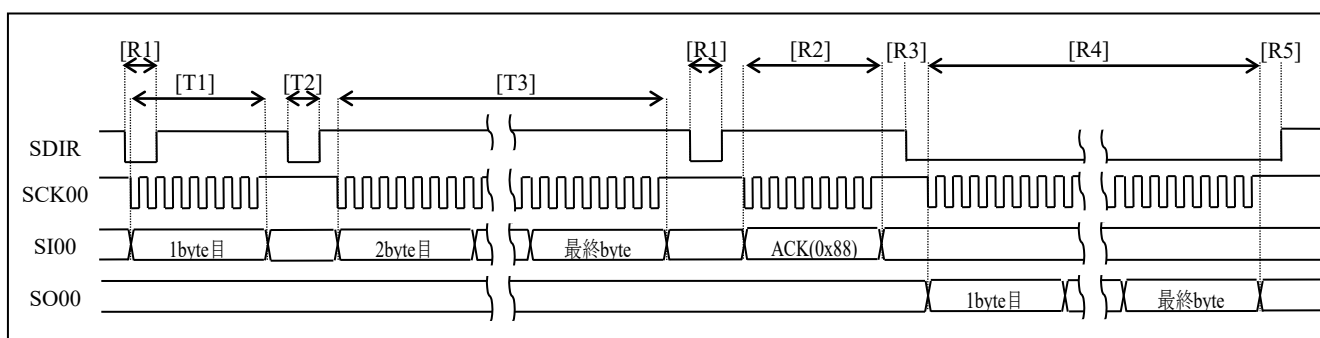 [R1] [R1] [R2] [R3] [R4] [R5]
[T1] [T2] [T3]
SDIR
SCK00
SI00 1byte目 2byte目 最終byte ACK(0x88)
SO00 1byte目 最終byte